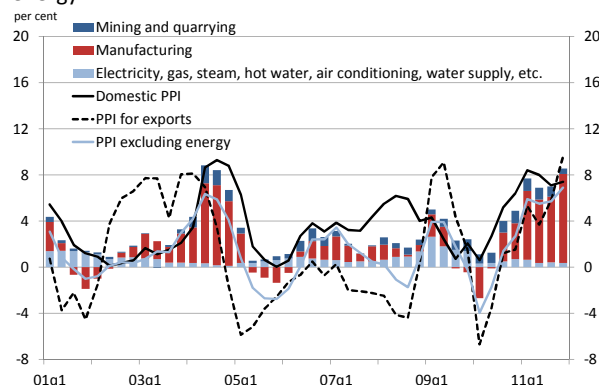 energy
per cent
20 20
Mining and quarrying
Manufacturing
16 16
Electricity, gas, steam, hot water, air conditioning, water supply, etc.
Domestic PPI
12 12
PPI for exports
PPI excluding energy
8 8
4 4
0 0
-4 -4
-8 -8
01q1 03q1 05q1 07q1 09q1 11q1